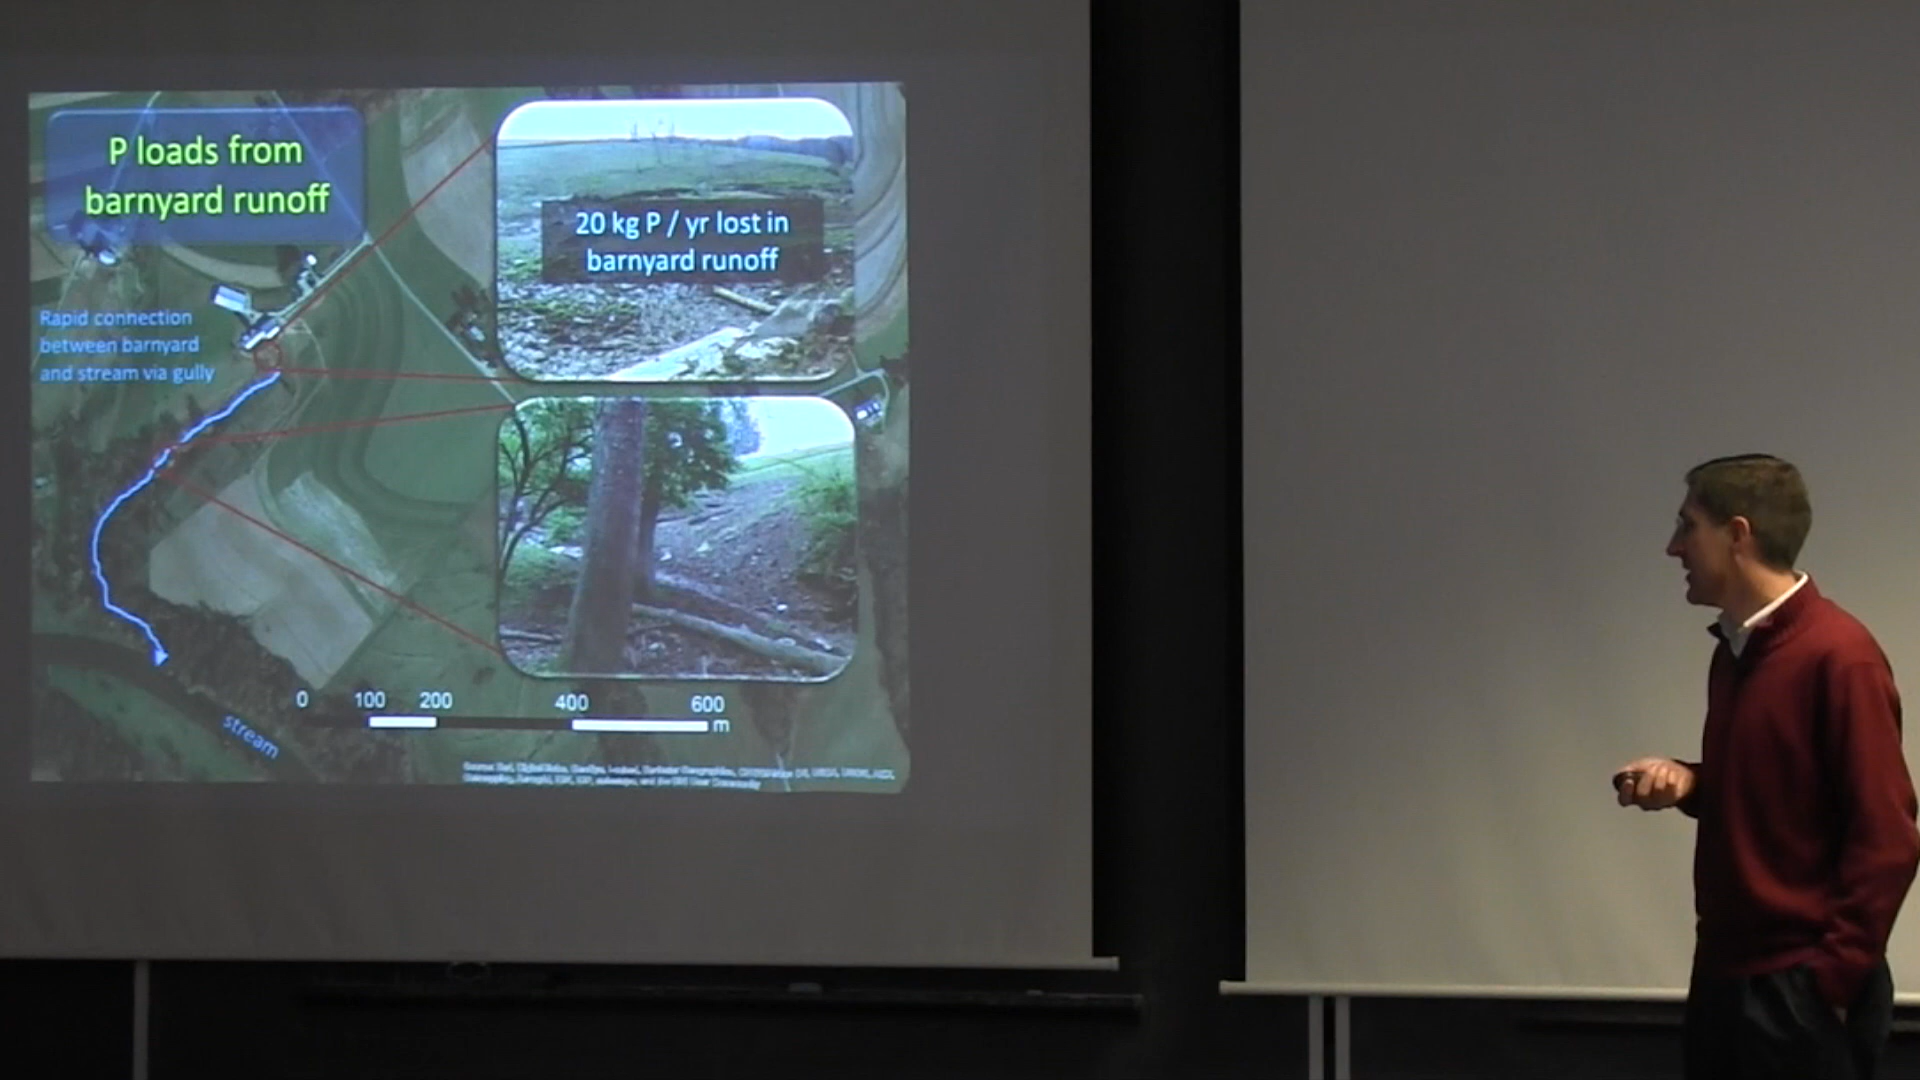 P loads from
barnyard runoff
20 kg P / yr lost in
barnyard runoff
Rapid connection
between barnyard
and stream via gully
0 100 200 400 600
m
stream